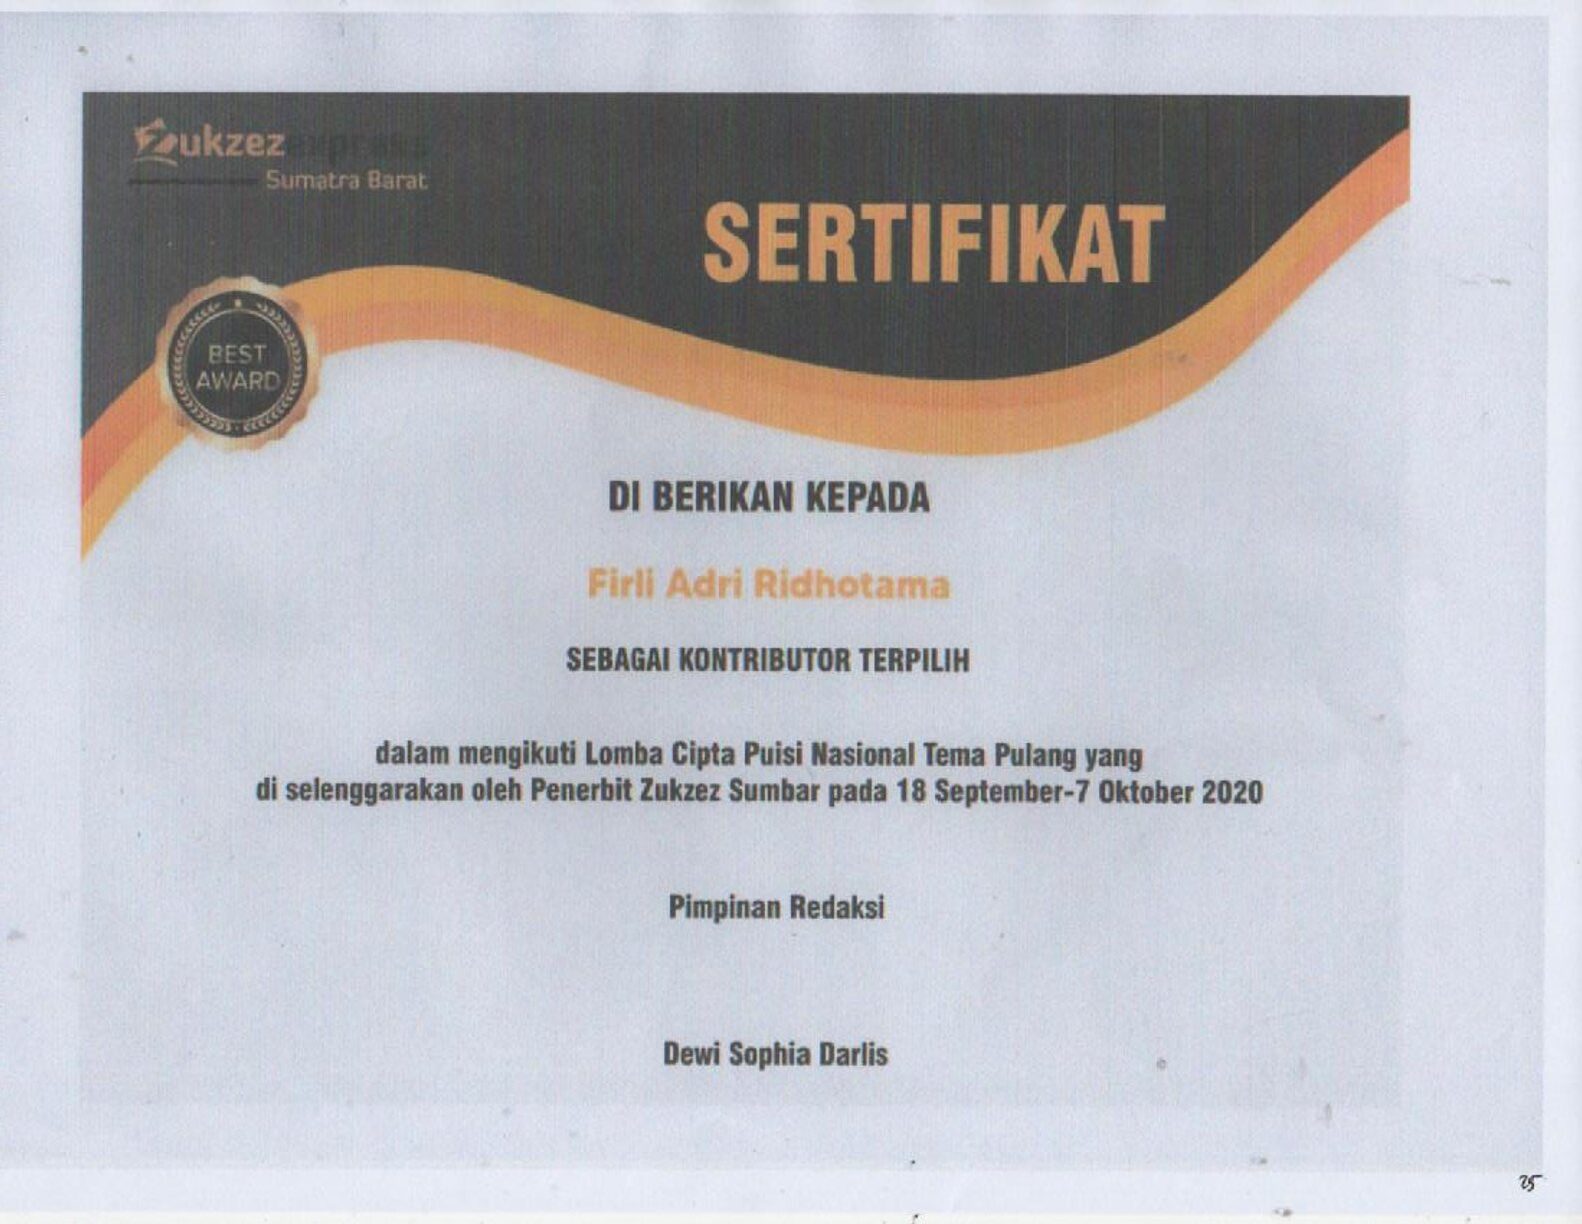 Zukzez express
Sumatra Barat
SERTIFIKAT
BEST
AWARD
DI BERIKAN KEPADA
Firli Adri Ridhotama
SEBAGAI KONTRIBUTOR TERPILIH
dalam mengikuti Lomba Cipta Puisi Nasional Tema Pulang yang
di selenggarakan oleh Penerbit Zukzez Sumbar pada 18 September-7 Oktober 2020
Pimpinan Redaksi
Dewi Sophia Darlis
25